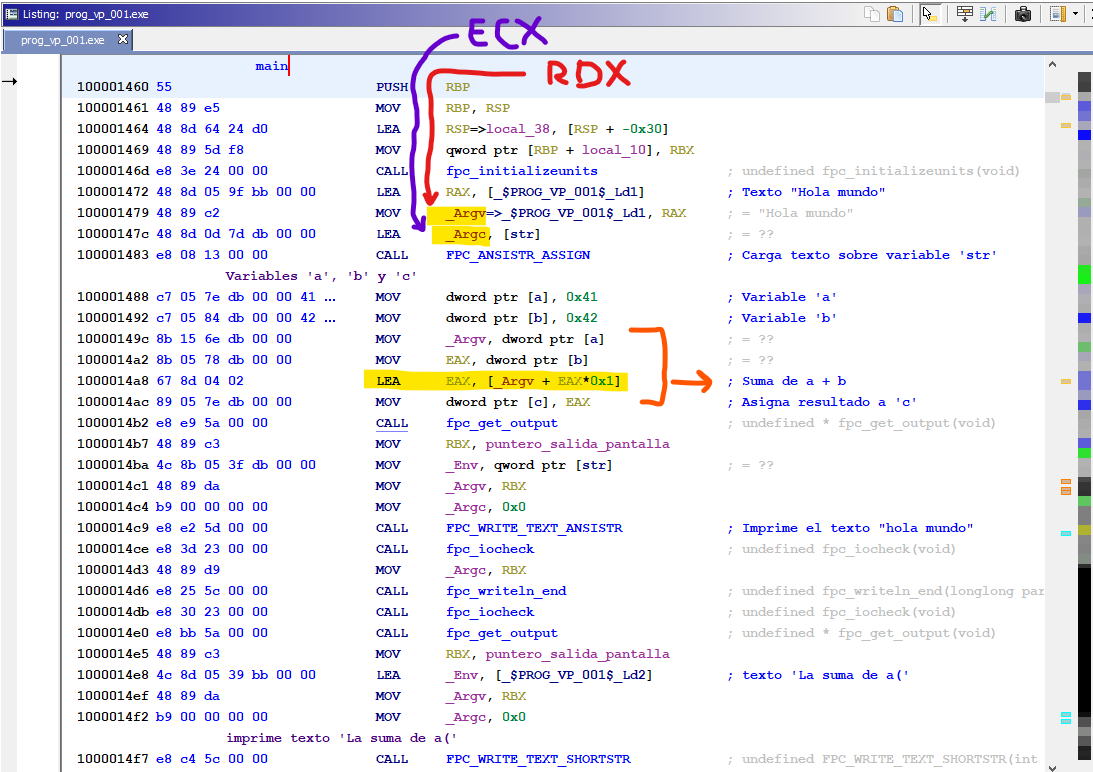 Listing: prog_vp_001.exe
prog_vp_001.exe
ECX
RDX
main
100001460 55 PUSH RBP
100001461 48 89 e5 MOV RBP, RSP
100001464 48 8d 64 24 d0 LEA RSP=>local_38, [RSP + -0x30]
100001469 48 89 5d f8 MOV qword ptr [RBP + local_10], RBX
10000146d e8 3e 24 00 00 CALL fpc_initializeunits ; undefined fpc_initializeunits(void)
100001472 48 8d 05 9f bb 00 00 LEA RAX, [_$PROG_VP_001$_Ld1] ; Texto "Hola mundo"
100001479 48 89 c2 MOV _Argv=>_$PROG_VP_001$_Ld1, RAX ; = "Hola mundo"
10000147c 48 8d 0d 7d db 00 00 LEA _Argc, [str] ; = ??
100001483 e8 08 13 00 00 CALL FPC_ANSISTR_ASSIGN ; Carga texto sobre variable 'str'
Variables 'a', 'b' y 'c'
100001488 c7 05 7e db 00 00 41 ... MOV dword ptr [a], 0x41 ; Variable 'a'
100001492 c7 05 84 db 00 00 42 ... MOV dword ptr [b], 0x42 ; Variable 'b'
10000149c 8b 15 6e db 00 00 MOV _Argv, dword ptr [a] ; = ??
1000014a2 8b 05 78 db 00 00 MOV EAX, dword ptr [b] ; = ??
1000014a8 67 8d 04 02 LEA EAX, [_Argv + EAX*0x1] ; Suma de a + b
1000014ac 89 05 7e db 00 00 MOV dword ptr [c], EAX ; Asigna resultado a 'c'
1000014b2 e8 e9 5a 00 00 CALL fpc_get_output ; undefined * fpc_get_output(void)
1000014b7 48 89 c3 MOV RBX, puntero_salida_pantalla
1000014ba 4c 8b 05 3f db 00 00 MOV _Env, qword ptr [str] ; = ??
1000014c1 48 89 da MOV _Argv, RBX
1000014c4 b9 00 00 00 00 MOV _Argc, 0x0
1000014c9 e8 e2 5d 00 00 CALL FPC_WRITE_TEXT_ANSISTR ; Imprime el texto "hola mundo"
1000014ce e8 3d 23 00 00 CALL fpc_iocheck ; undefined fpc_iocheck(void)
1000014d3 48 89 d9 MOV _Argc, RBX
1000014d6 e8 25 5c 00 00 CALL fpc_writeln_end ; undefined fpc_writeln_end(longlong par
1000014db e8 30 23 00 00 CALL fpc_iocheck ; undefined fpc_iocheck(void)
1000014e0 e8 bb 5a 00 00 CALL fpc_get_output ; undefined * fpc_get_output(void)
1000014e5 48 89 c3 MOV RBX, puntero_salida_pantalla
1000014e8 4c 8d 05 39 bb 00 00 LEA _Env, [_$PROG_VP_001$_Ld2] ; texto 'La suma de a('
1000014ef 48 89 da MOV _Argv, RBX
1000014f2 b9 00 00 00 00 MOV _Argc, 0x0
imprime texto 'La suma de a('
1000014f7 e8 c4 5c 00 00 CALL FPC_WRITE_TEXT_SHORTSTR ; undefined FPC_WRITE_TEXT_SHORTSTR(int